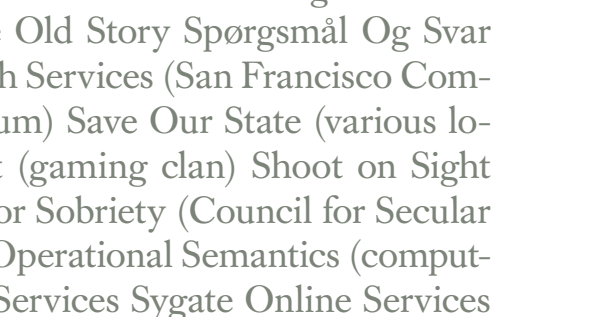 Old Story Spørgsmål Og Svar
Services (San Francisco Com-
Save Our State (various lo-
(gaming clan) Shoot on Sight
or Sobriety (Council for Secular
Operational Semantics (comput-
Services Sygate Online Services